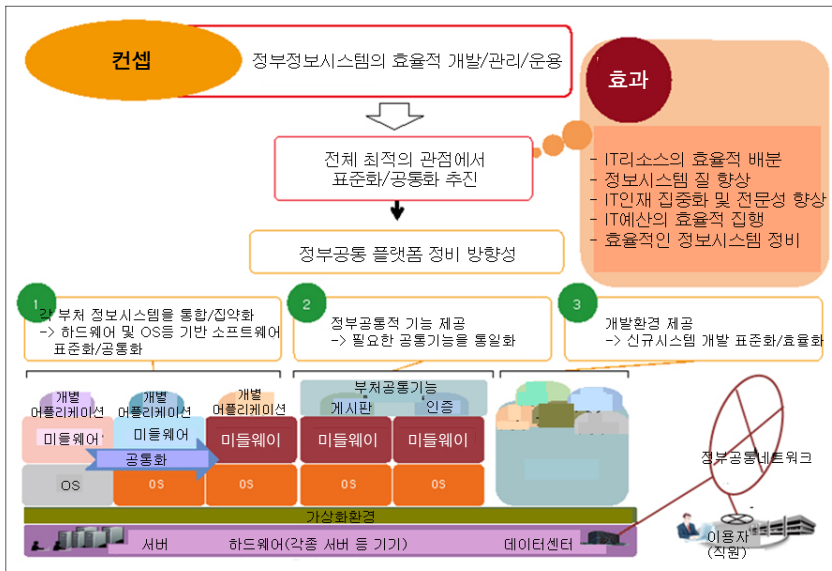 컨셉
정부정보시스템의 효율적 개발/관리/운용
효과
전체 최적의 관점에서
표준화/공통화 추진
- IT리소스의 효율적 배분
- 정보시스템 질 향상
- IT인재 집중화 및 전문성 향상
- IT예산의 효율적 집행
- 효율적인 정보시스템 정비
정부공통 플랫폼 정비 방향성
1
각 부처 정보시스템을 통합/집약화
-> 하드웨어 및 OS등 기반 소프트웨어
표준화/공통화
2
정부공통적 기능 제공
-> 필요한 공통기능을 통일화
3
개발환경 제공
-> 신규시스템 개발 표준화/효율화
개별
어플리케이션
개별
어플리케이션
개별
어플리케이션
부처공통기능
게시판
인증
미들웨어
미들웨어
미들웨이
미들웨이
미들웨이
공통화
OS
OS
OS
OS
OS
정부공통네트워크
가상화환경
서버
하드웨어(각종 서버 등 기기)
데이터센터
이용자
(직원)